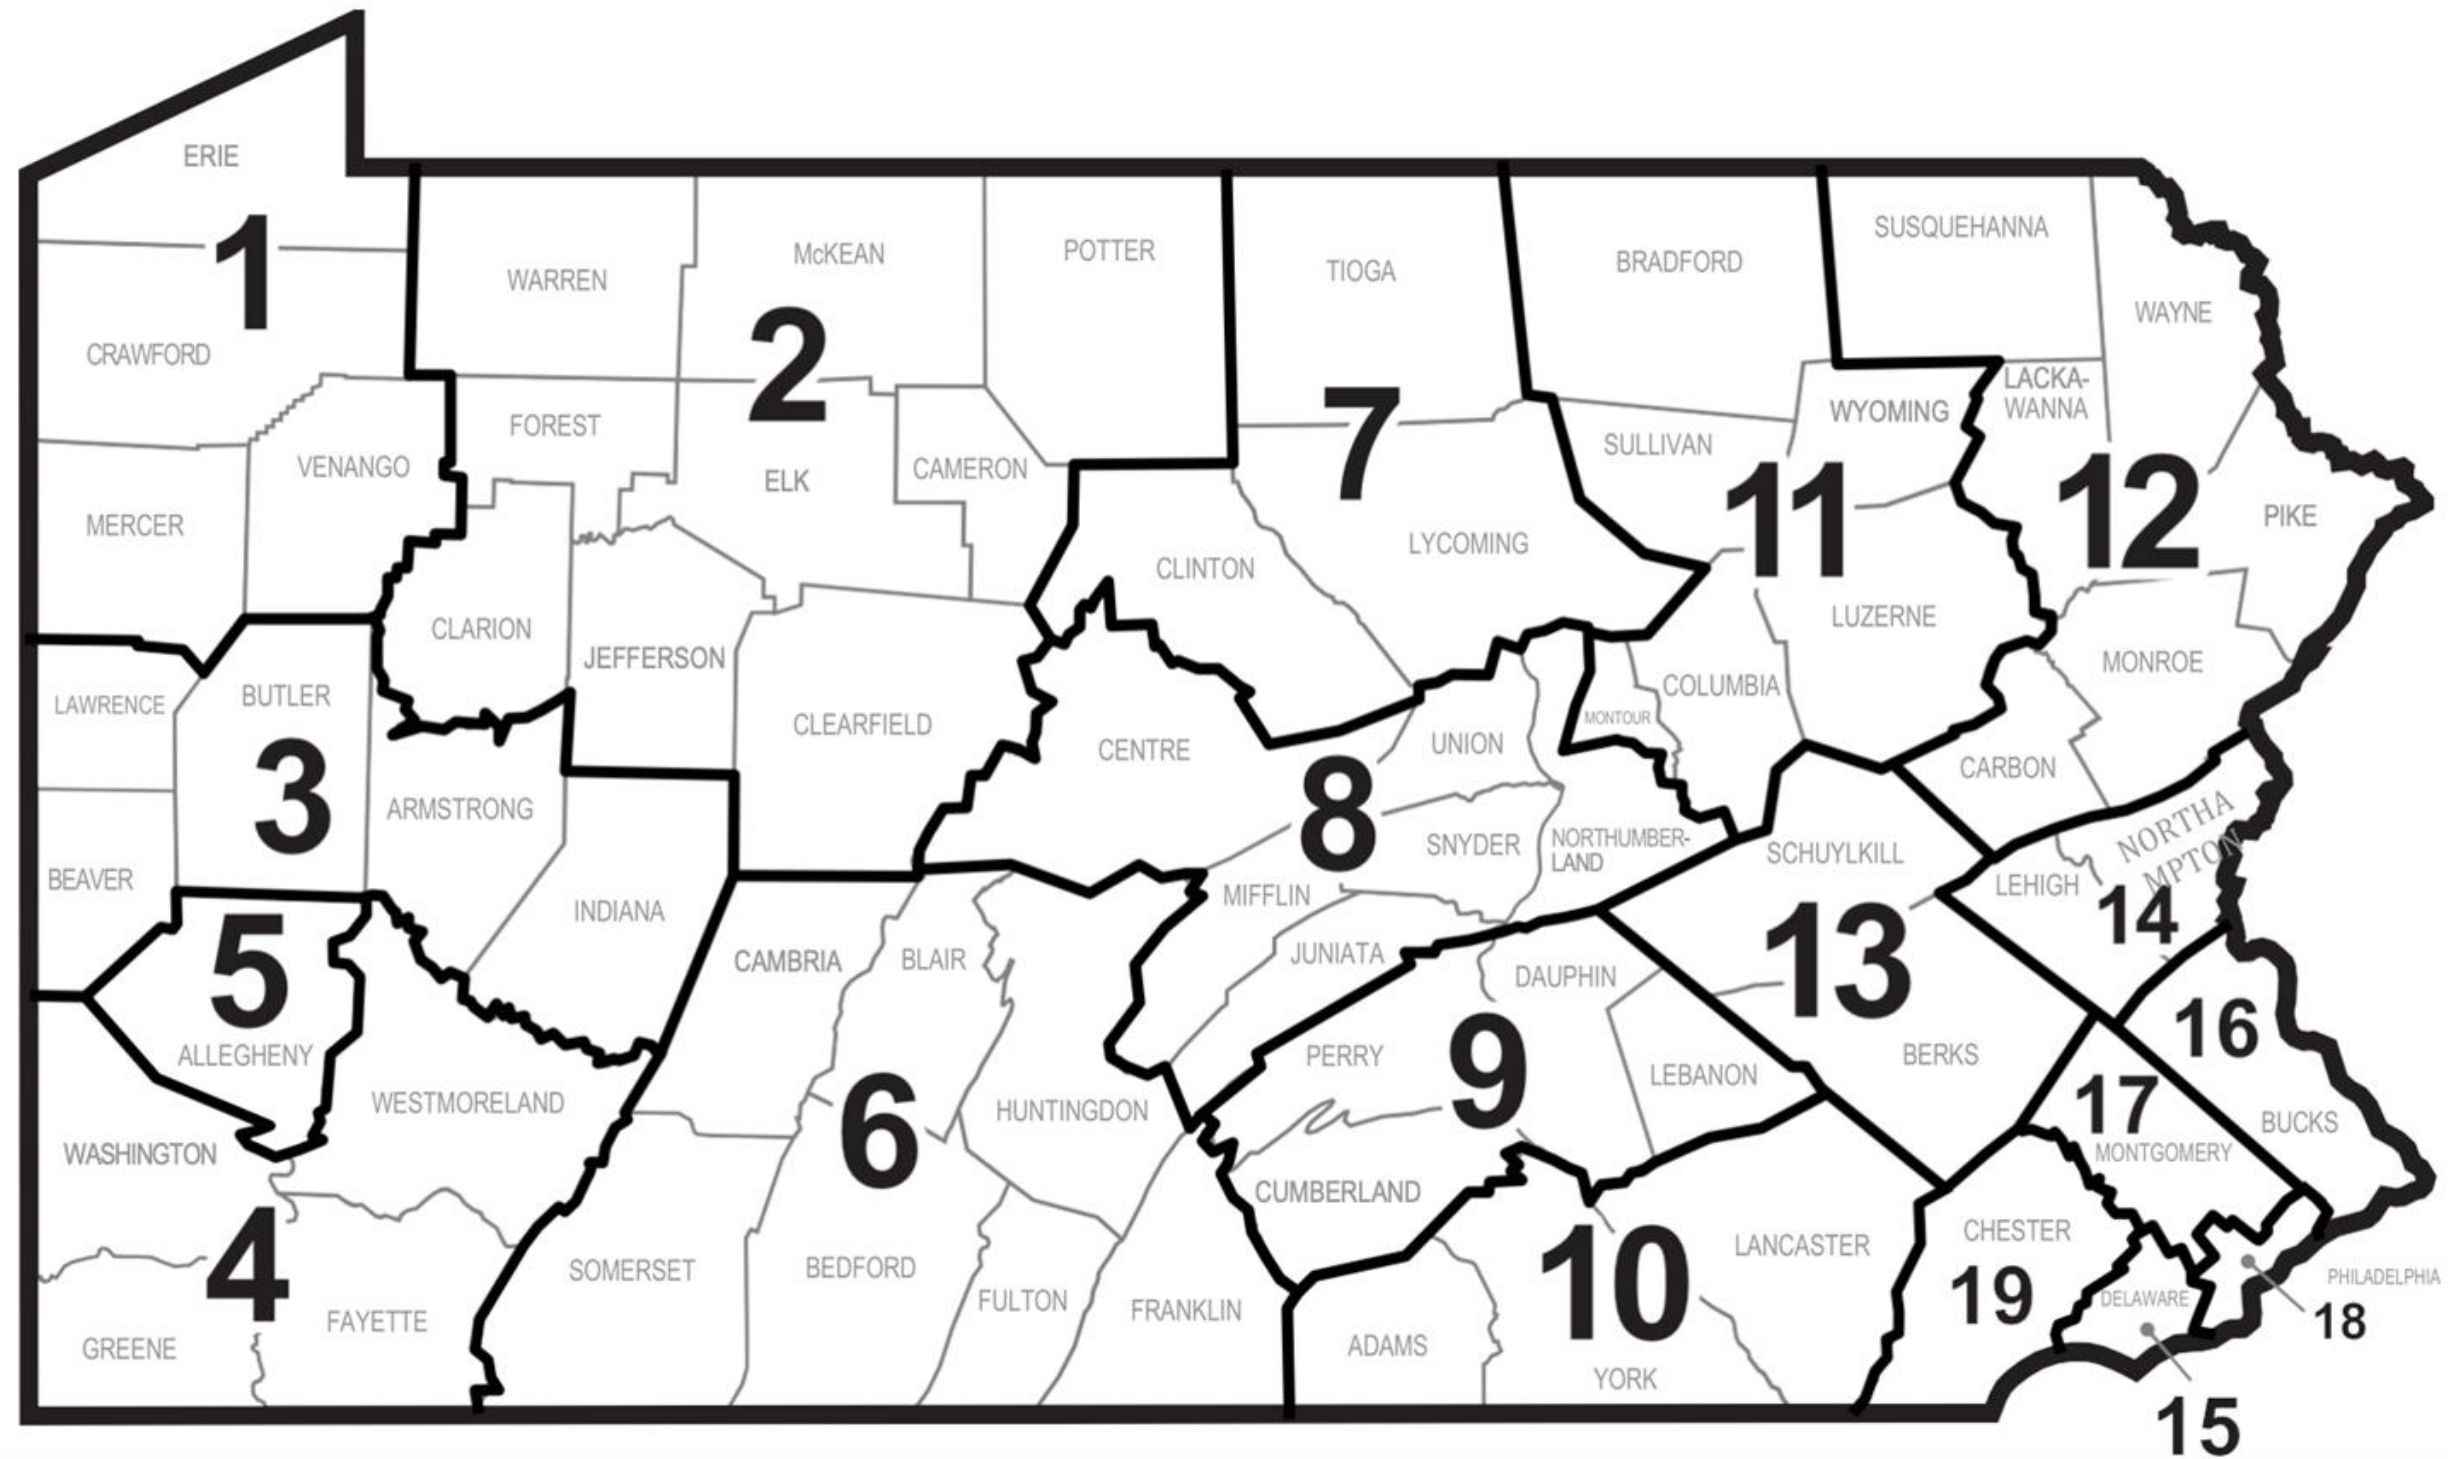 ERIE
1
CRAWFORD
MERCER
VENANGO
WARREN
McKEAN
POTTER
2
FOREST
ELK
CAMERON
CLARION
JEFFERSON
CLEARFIELD
TIOGA
7
LYCOMING
CLINTON
BRADFORD
SULLIVAN
WYOMING
11
LUZERNE
COLUMBIA
MONTOUR
SUSQUEHANNA
WAYNE
LACKA-
WANNA
12
PIKE
MONROE
CARBON
LAWRENCE
BUTLER
3
ARMSTRONG
BEAVER
INDIANA
5
ALLEGHENY
WESTMORELAND
WASHINGTON
4
GREENE
FAYETTE
CAMBRIA
BLAIR
6
HUNTINGDON
SOMERSET
BEDFORD
FULTON
FRANKLIN
CENTRE
UNION
8
SNYDER
NORTHUMBER-
LAND
MIFFLIN
JUNIATA
DAUPHIN
PERRY
9
LEBANON
CUMBERLAND
10
LANCASTER
ADAMS
YORK
SCHUYLKILL
13
BERKS
NORTHA
MPTON
LEHIGH
14
16
BUCKS
17
MONTGOMERY
CHESTER
19
DELAWARE
PHILADELPHIA
18
15